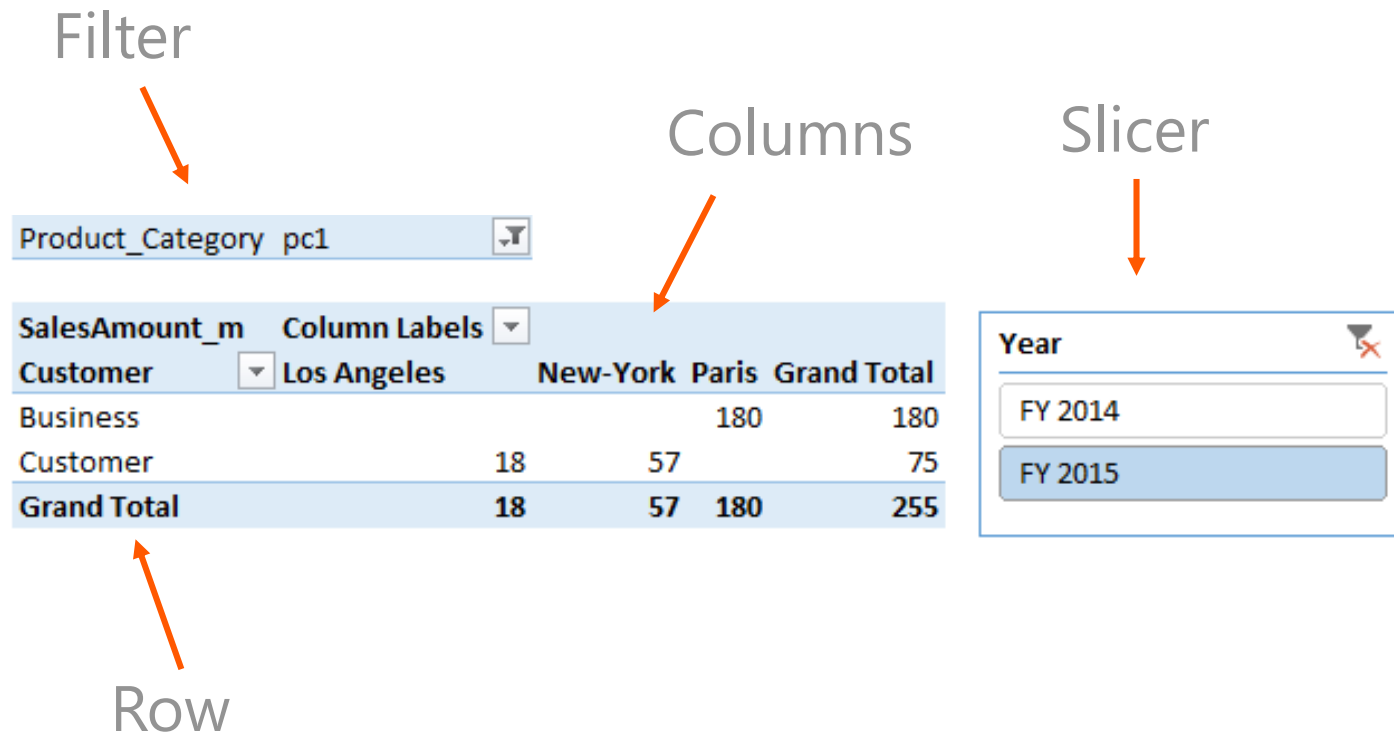 Filter
Columns
Slicer
Product_Category pc1
SalesAmount_m Column Labels
Customer Los Angeles New-York Paris Grand Total
Business 180 180
Customer 18 57 75
Grand Total 18 57 180 255
Year
FY 2014
FY 2015
Row